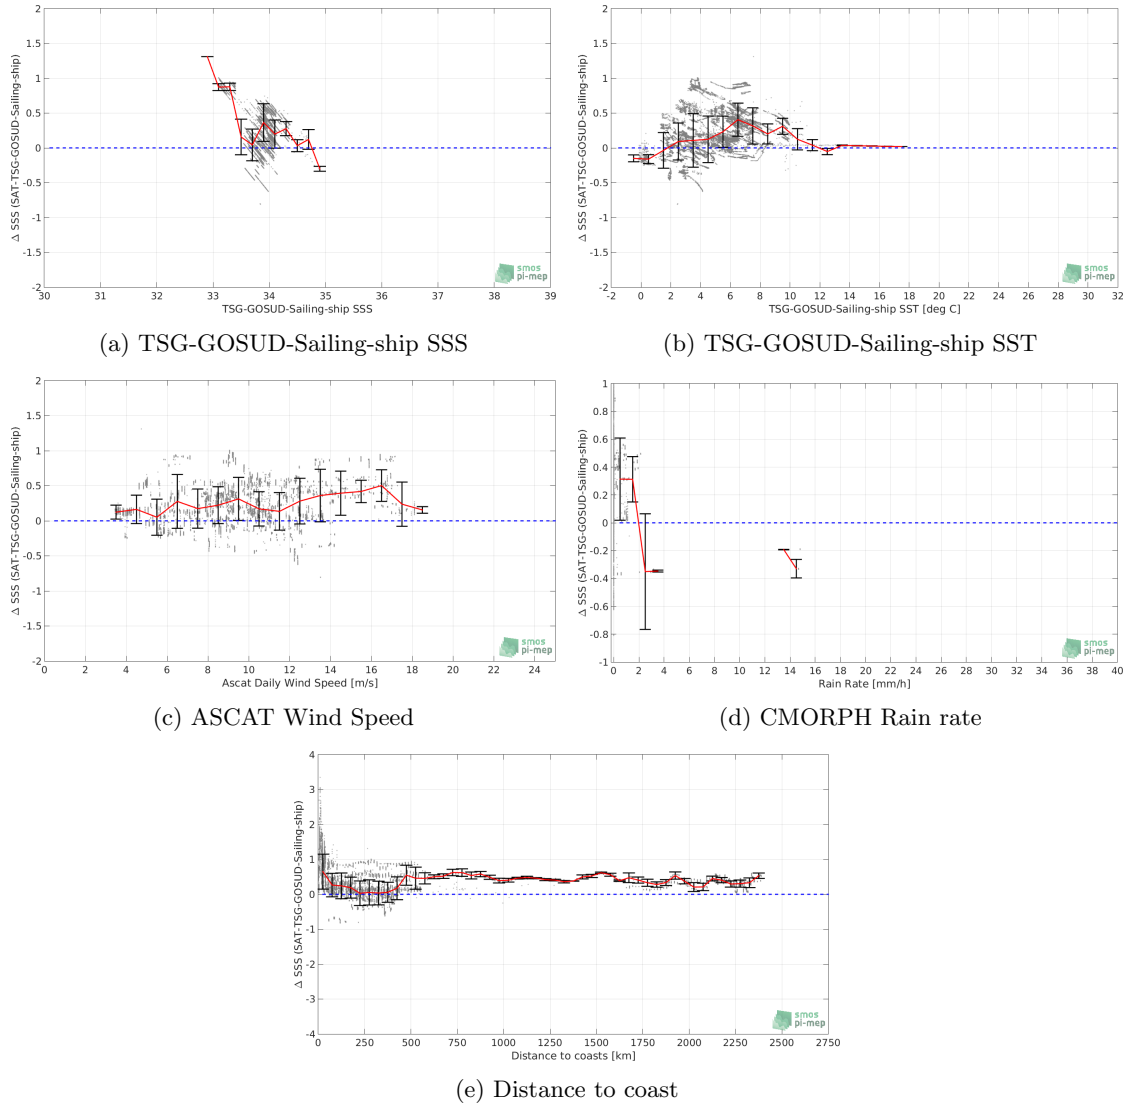 2
1.5
1
0.5
0
-0.5
-1
-1.5
-2
30 31 32 33 34 35 36 37 38 39
Δ SSS (SAT-TSG-GOSUD-Sailing-ship)
TSG-GOSUD-Sailing-ship SSS
smos
pi-mep
(a) TSG-GOSUD-Sailing-ship SSS
2
1.5
1
0.5
0
-0.5
-1
-1.5
-2
-2 0 2 4 6 8 10 12 14 16 18 20 22 24 26 28 30 32
Δ SSS (SAT-TSG-GOSUD-Sailing-ship)
TSG-GOSUD-Sailing-ship SST [deg C]
smos
pi-mep
(b) TSG-GOSUD-Sailing-ship SST
2
1.5
1
0.5
0
-0.5
-1
-1.5
-2
0 2 4 6 8 10 12 14 16 18 20 22 24
Δ SSS (SAT-TSG-GOSUD-Sailing-ship)
Ascat Daily Wind Speed [m/s]
smos
pi-mep
(c) ASCAT Wind Speed
1
0.8
0.6
0.4
0.2
0
-0.2
-0.4
-0.6
-0.8
-1
0 2 4 6 8 10 12 14 16 18 20 22 24 26 28 30 32 34 36 38 40
Δ SSS (SAT-TSG-GOSUD-Sailing-ship)
Rain Rate [mm/h]
smos
pi-mep
(d) CMORPH Rain rate
4
3
2
1
0
-1
-2
-3
-4
0 250 500 750 1000 1250 1500 1750 2000 2250 2500 2750
Δ SSS (SAT-TSG-GOSUD-Sailing-ship)
Distance to coasts [km]
smos
pi-mep
(e) Distance to coast